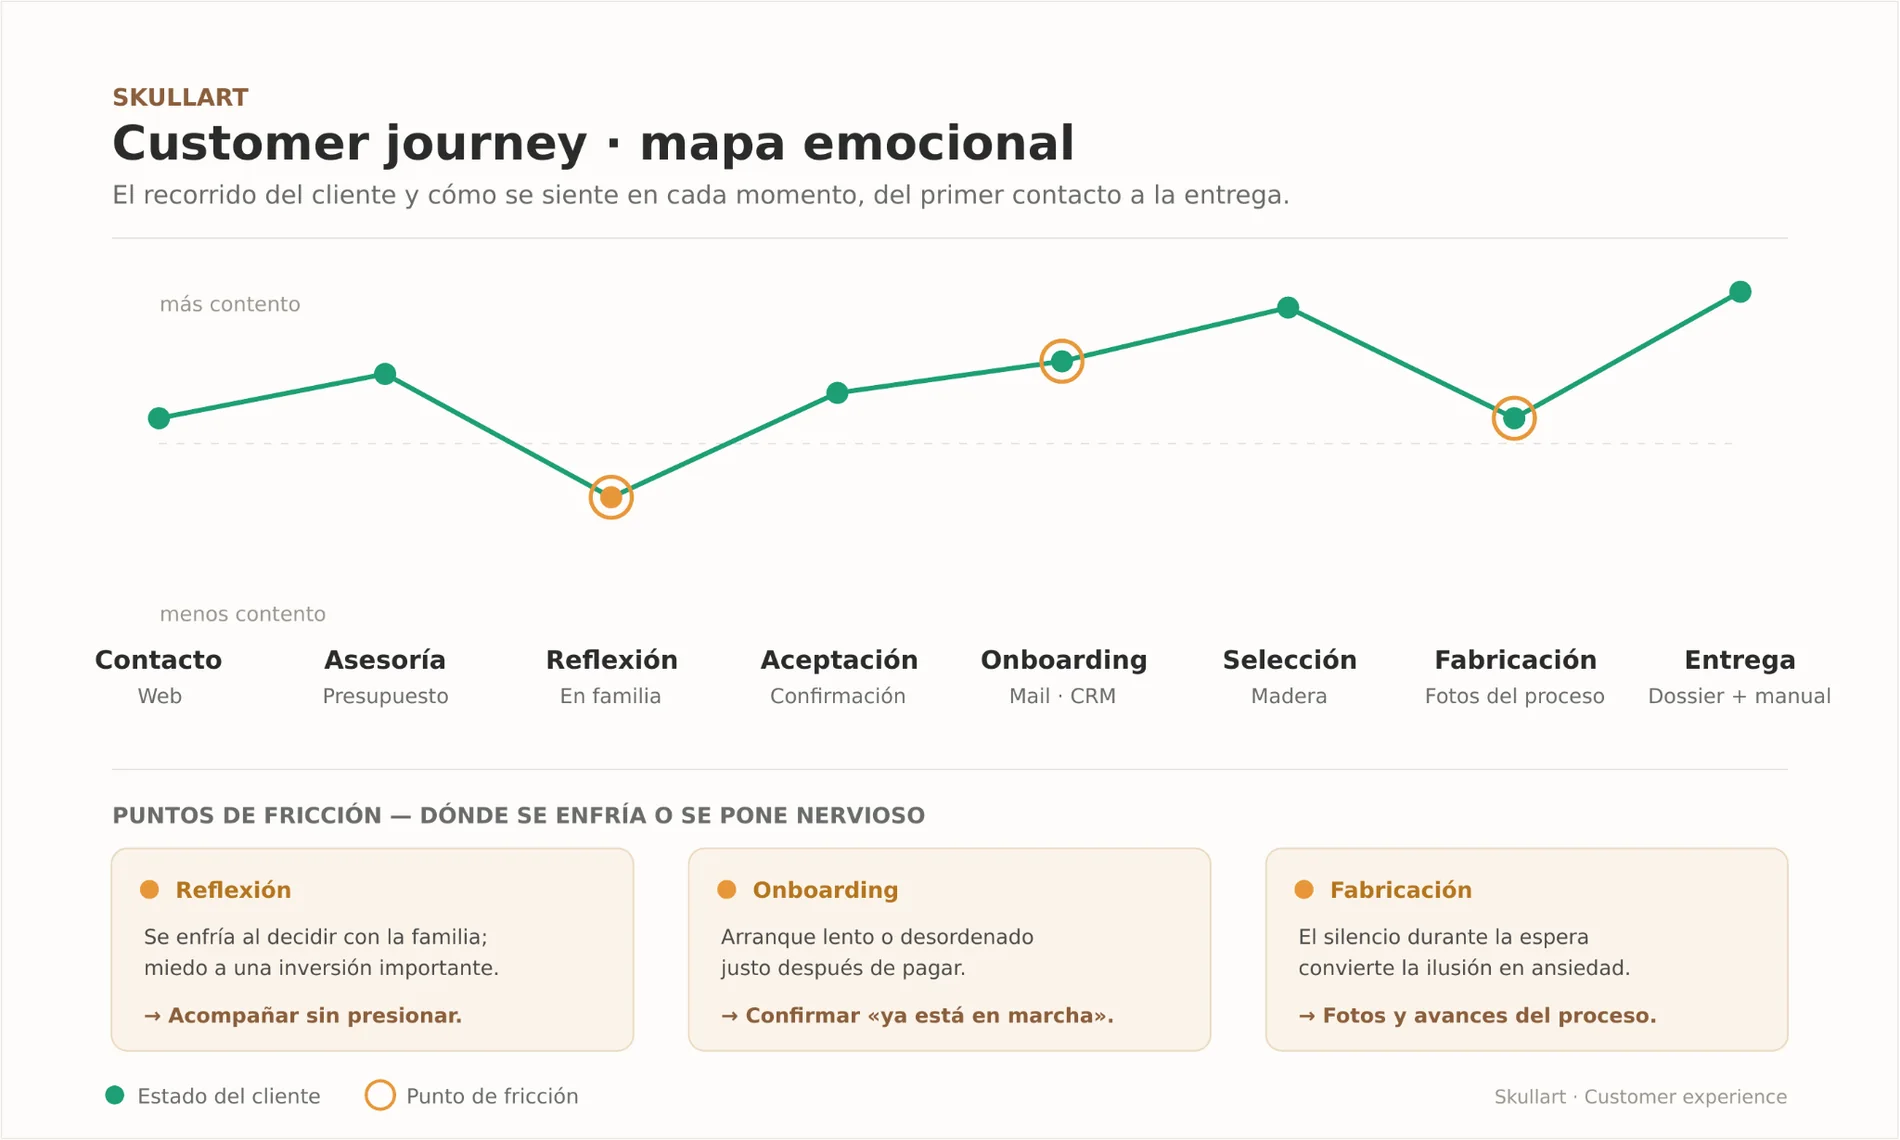 SKULLART
Customer journey · mapa emocional
El recorrido del cliente y cómo se siente en cada momento, del primer contacto a la entrega.
más contento
menos contento
Contacto
Web
Asesoría
Presupuesto
Reflexión
En familia
Aceptación
Confirmación
Onboarding
Mail · CRM
Selección
Madera
Fabricación
Fotos del proceso
Entrega
Dossier + manual
PUNTOS DE FRICCIÓN — DÓNDE SE ENFRÍA O SE PONE NERVIOSO
Reflexión
Se enfría al decidir con la familia;
miedo a una inversión importante.
→ Acompañar sin presionar.
Onboarding
Arranque lento o desordenado
justo después de pagar.
→ Confirmar «ya está en marcha».
Fabricación
El silencio durante la espera
convierte la ilusión en ansiedad.
→ Fotos y avances del proceso.
Estado del cliente
Punto de fricción
Skullart · Customer experience